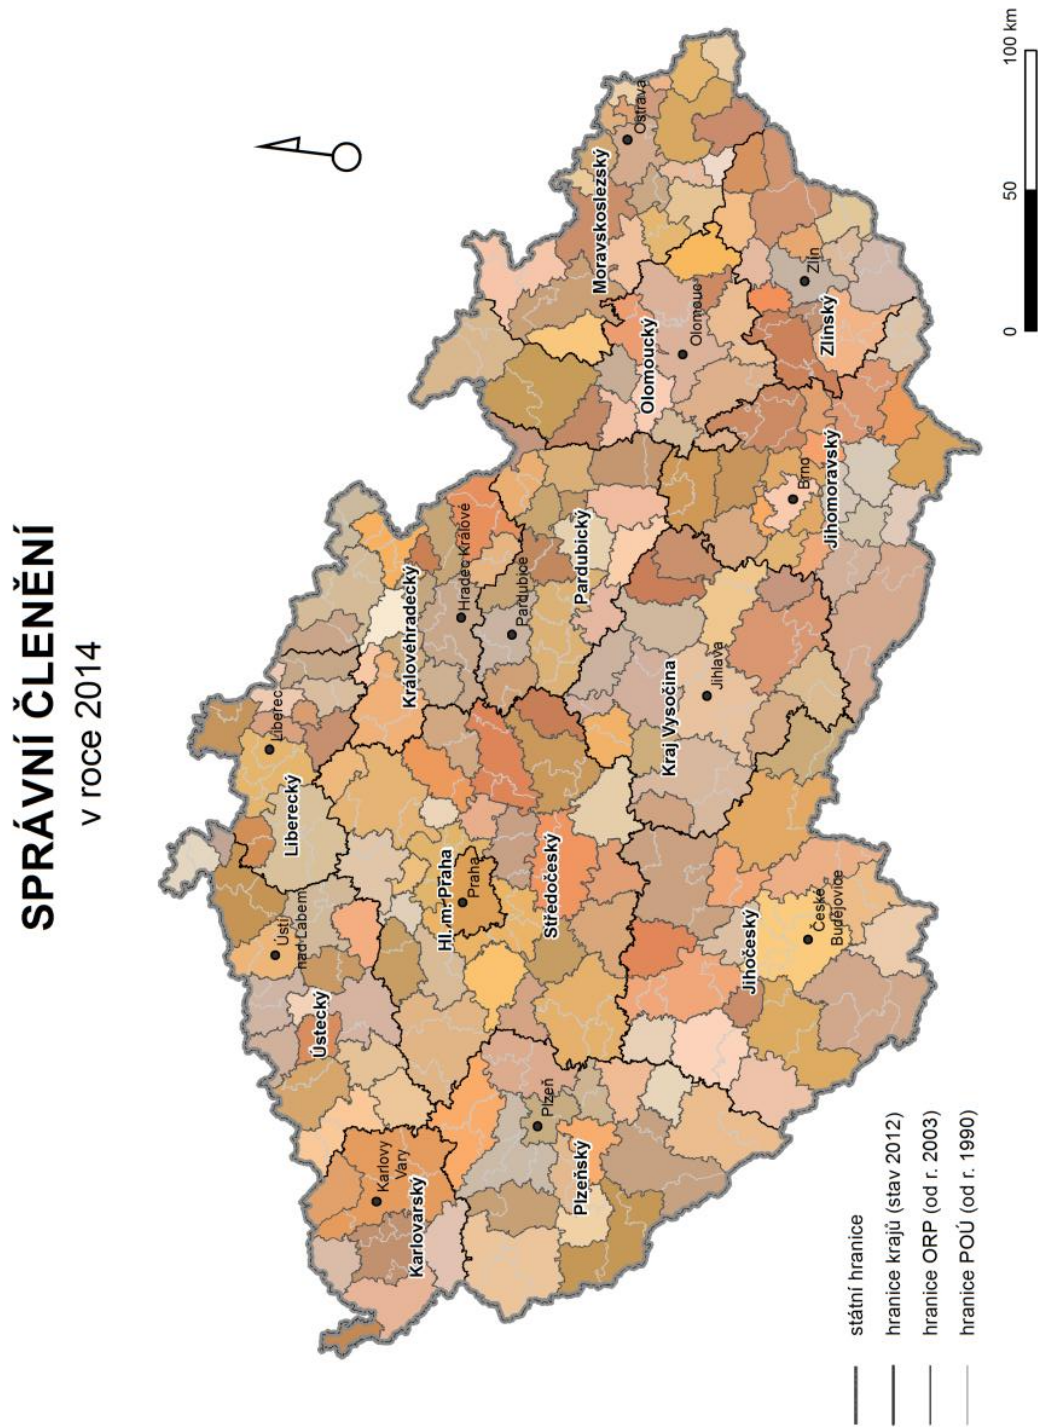 SPRÁVNÍ ČLENĚNÍ
v roce 2014
Liberec
Liberecký
Ústí
nad Labem
Ústecký
Karlovy
Vary
Karlovarský
Královéhradecký
Hradec Králové
Hl. m. Praha
Praha
Pardubice
Pardubický
Středočeský
Plzeň
Plzeňský
Moravskoslezský
Ostrava
Olomoucký
Olomouc
Kraj Vysočina
Jihlava
Zlín
Zlínský
Brno
Jihomoravský
Jihočeský
České
Budějovice
státní hranice
hranice krajů (stav 2012)
hranice ORP (od r. 2003)
hranice POÚ (od r. 1990)
0
50
100 km